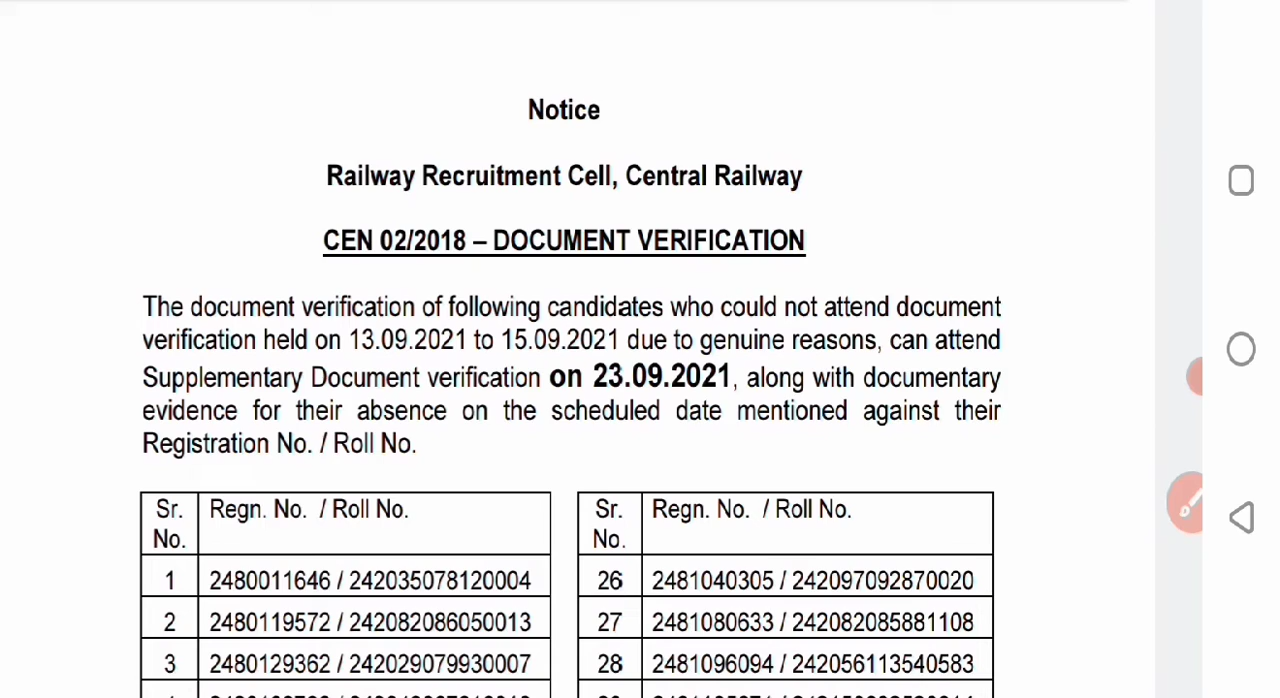 Notice
Railway Recruitment Cell, Central Railway
CEN 02/2018 – DOCUMENT VERIFICATION
The document verification of following candidates who could not attend document
verification held on 13.09.2021 to 15.09.2021 due to genuine reasons, can attend
Supplementary Document verification on 23.09.2021, along with documentary
evidence for their absence on the scheduled date mentioned against their
Registration No. / Roll No.
Sr. No. Regn. No. / Roll No.
1 2480011646 / 242035078120004
2 2480119572 / 242082086050013
3 2480129362 / 242029079930007
Sr. No. Regn. No. / Roll No.
26 2481040305 / 242097092870020
27 2481080633 / 242082085881108
28 2481096094 / 242056113540583